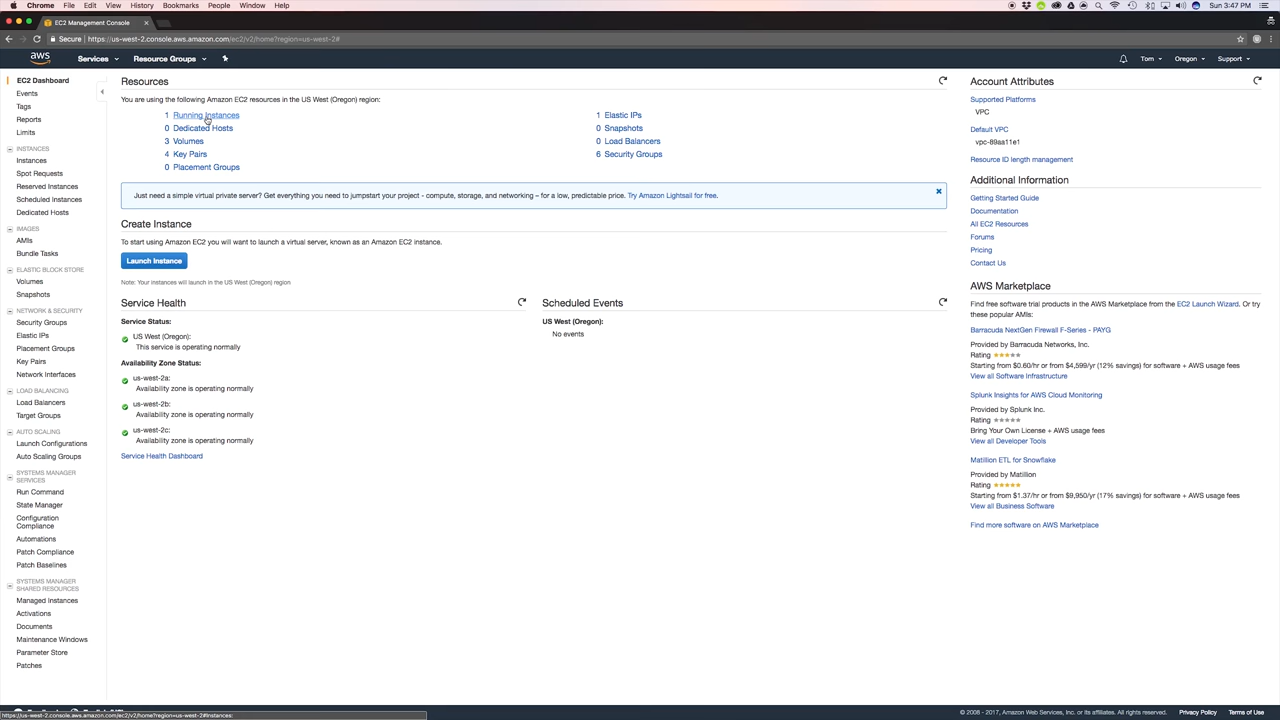 Chrome File Edit View History Bookmarks People Window Help
Sun 3:47 PM
EC2 Management Console
Secure https://us-west-2.console.aws.amazon.com/ec2/v2/home?region=us-west-2#
aws Services Resource Groups Tom Oregon Support
EC2 Dashboard
Events
Tags
Reports
Limits
INSTANCES
Instances
Spot Requests
Reserved Instances
Scheduled Instances
Dedicated Hosts
IMAGES
AMIs
Bundle Tasks
ELASTIC BLOCK STORE
Volumes
Snapshots
NETWORK & SECURITY
Security Groups
Elastic IPs
Placement Groups
Key Pairs
Network Interfaces
LOAD BALANCING
Load Balancers
Target Groups
AUTO SCALING
Launch Configurations
Auto Scaling Groups
SYSTEMS MANAGER
SERVICES
Run Command
State Manager
Configuration
Compliance
Automations
Patch Compliance
Patch Baselines
SYSTEMS MANAGER
SHARED RESOURCES
Managed Instances
Activations
Documents
Maintenance Windows
Parameter Store
Patches
Resources
You are using the following Amazon EC2 resources in the US West (Oregon) region:
1 Running Instances
0 Dedicated Hosts
3 Volumes
4 Key Pairs
0 Placement Groups
1 Elastic IPs
0 Snapshots
0 Load Balancers
6 Security Groups
Just need a simple virtual private server? Get everything you need to jumpstart your project - compute, storage, and networking – for a low, predictable price. Try Amazon Lightsail for free.
Create Instance
To start using Amazon EC2 you will want to launch a virtual server, known as an Amazon EC2 instance.
Launch Instance
Note: Your instances will launch in the US West (Oregon) region
Service Health
Service Status:
US West (Oregon):
This service is operating normally
Availability Zone Status:
us-west-2a:
Availability zone is operating normally
us-west-2b:
Availability zone is operating normally
us-west-2c:
Availability zone is operating normally
Service Health Dashboard
Scheduled Events
US West (Oregon):
No events
Account Attributes
Supported Platforms
VPC
Default VPC
vpc-89aa11e1
Resource ID length management
Additional Information
Getting Started Guide
Documentation
All EC2 Resources
Forums
Pricing
Contact Us
AWS Marketplace
Find free software trial products in the AWS Marketplace from the EC2 Launch Wizard. Or try
these popular AMIs:
Barracuda NextGen Firewall F-Series - PAYG
Provided by Barracuda Networks, Inc.
Rating
Starting from $0.60/hr or from $4,599/yr (12% savings) for software + AWS usage fees
View all Software Infrastructure
Splunk Insights for AWS Cloud Monitoring
Provided by Splunk Inc.
Rating
Bring Your Own License + AWS usage fees
View all Developer Tools
Matillion ETL for Snowflake
Provided by Matillion
Rating
Starting from $1.37/hr or from $9,950/yr (17% savings) for software + AWS usage fees
View all Business Software
Find more software on AWS Marketplace
https://us-west-2.console.aws.amazon.com/ec2/v2/home?region=us-west-2#Instances:
© 2008 - 2017, Amazon Web Services, Inc. or its affiliates. All rights reserved. Privacy Policy Terms of Use